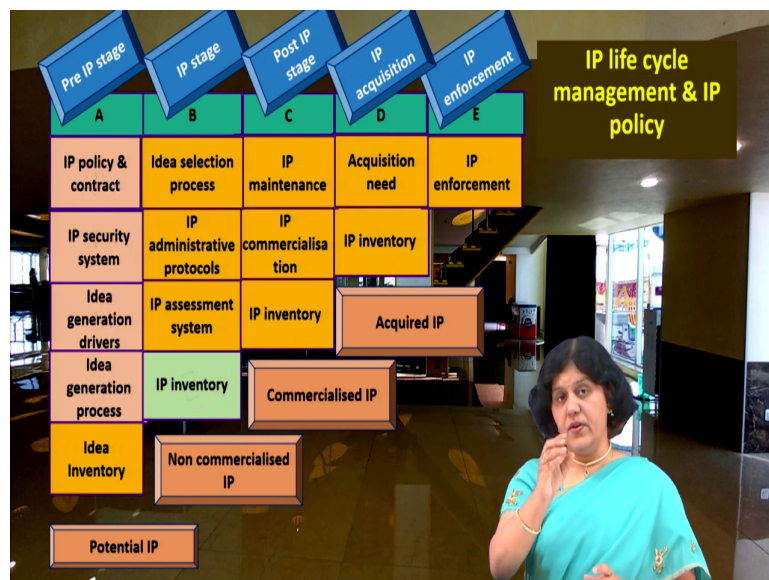 Pre IP stage
IP stage
Post IP
stage
IP
acquisition
IP
enforcement
IP life cycle
management & IP
policy
A
B
C
D
E
IP policy &
contract
Idea selection
process
IP
maintenance
Acquisition
need
IP
enforcement
IP security
system
IP
administrative
protocols
IP
commercialisa
tion
IP inventory
Idea
generation
drivers
IP assessment
system
IP inventory
Acquired IP
Idea
generation
process
IP inventory
Commercialised IP
Idea
Inventory
Non commercialised
IP
Potential IP